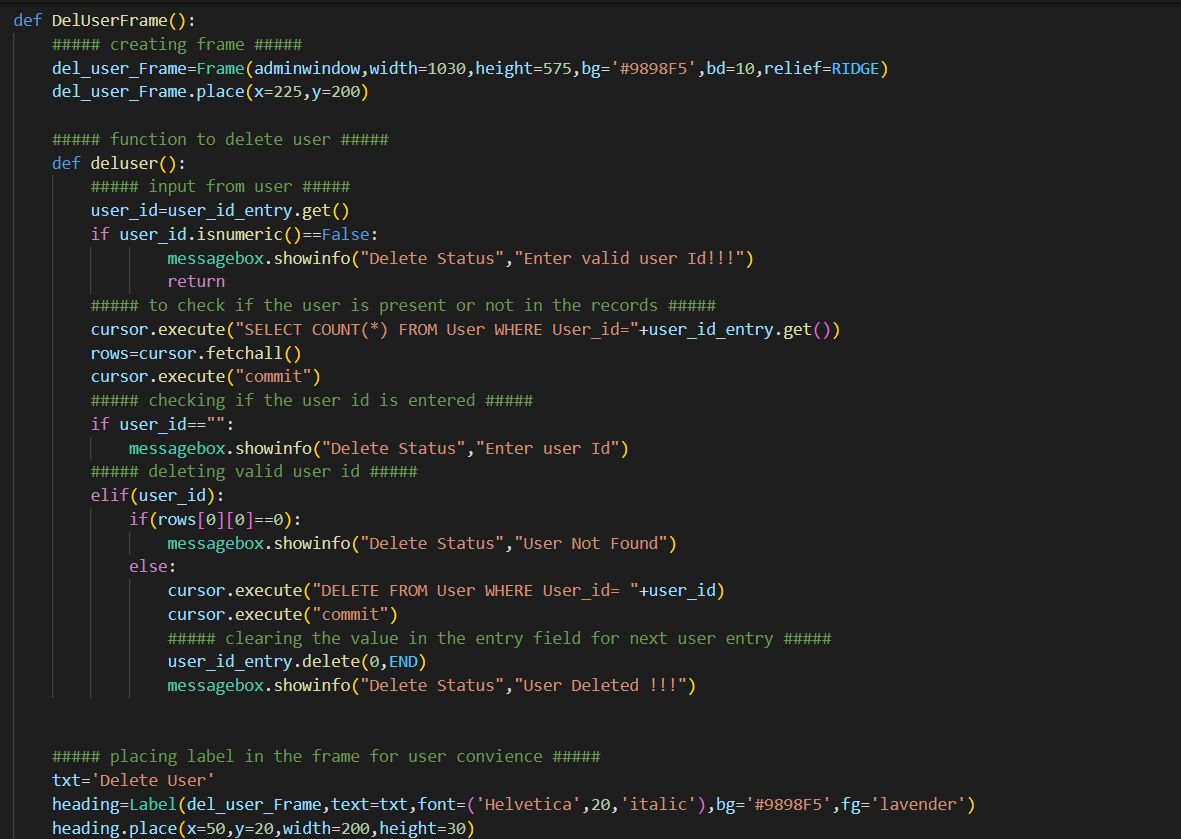 def DelUserFrame():
##### creating frame #####
del_user_Frame=Frame(adminwindow,width=1030,height=575,bg='#9898F5',bd=10,relief=RIDGE)
del_user_Frame.place(x=225,y=200)
##### function to delete user #####
def deluser():
##### input from user #####
user_id=user_id_entry.get()
if user_id.isnumeric()==False:
messagebox.showinfo("Delete Status","Enter valid user Id!!!")
return
##### to check if the user is present or not in the records #####
cursor.execute("SELECT COUNT(*) FROM User WHERE User_id="+user_id_entry.get())
rows=cursor.fetchall()
cursor.execute("commit")
##### checking if the user id is entered #####
if user_id=="":
messagebox.showinfo("Delete Status","Enter user Id")
##### deleting valid user id #####
elif(user_id):
if(rows[0][0]==0):
messagebox.showinfo("Delete Status","User Not Found")
else:
cursor.execute("DELETE FROM User WHERE User_id= "+user_id)
cursor.execute("commit")
##### clearing the value in the entry field for next user entry #####
user_id_entry.delete(0,END)
messagebox.showinfo("Delete Status","User Deleted !!!")
##### placing label in the frame for user convience #####
txt='Delete User'
heading=Label(del_user_Frame,text=txt,font=('Helvetica',20,'italic'),bg='#9898F5',fg='lavender')
heading.place(x=50,y=20,width=200,height=30)